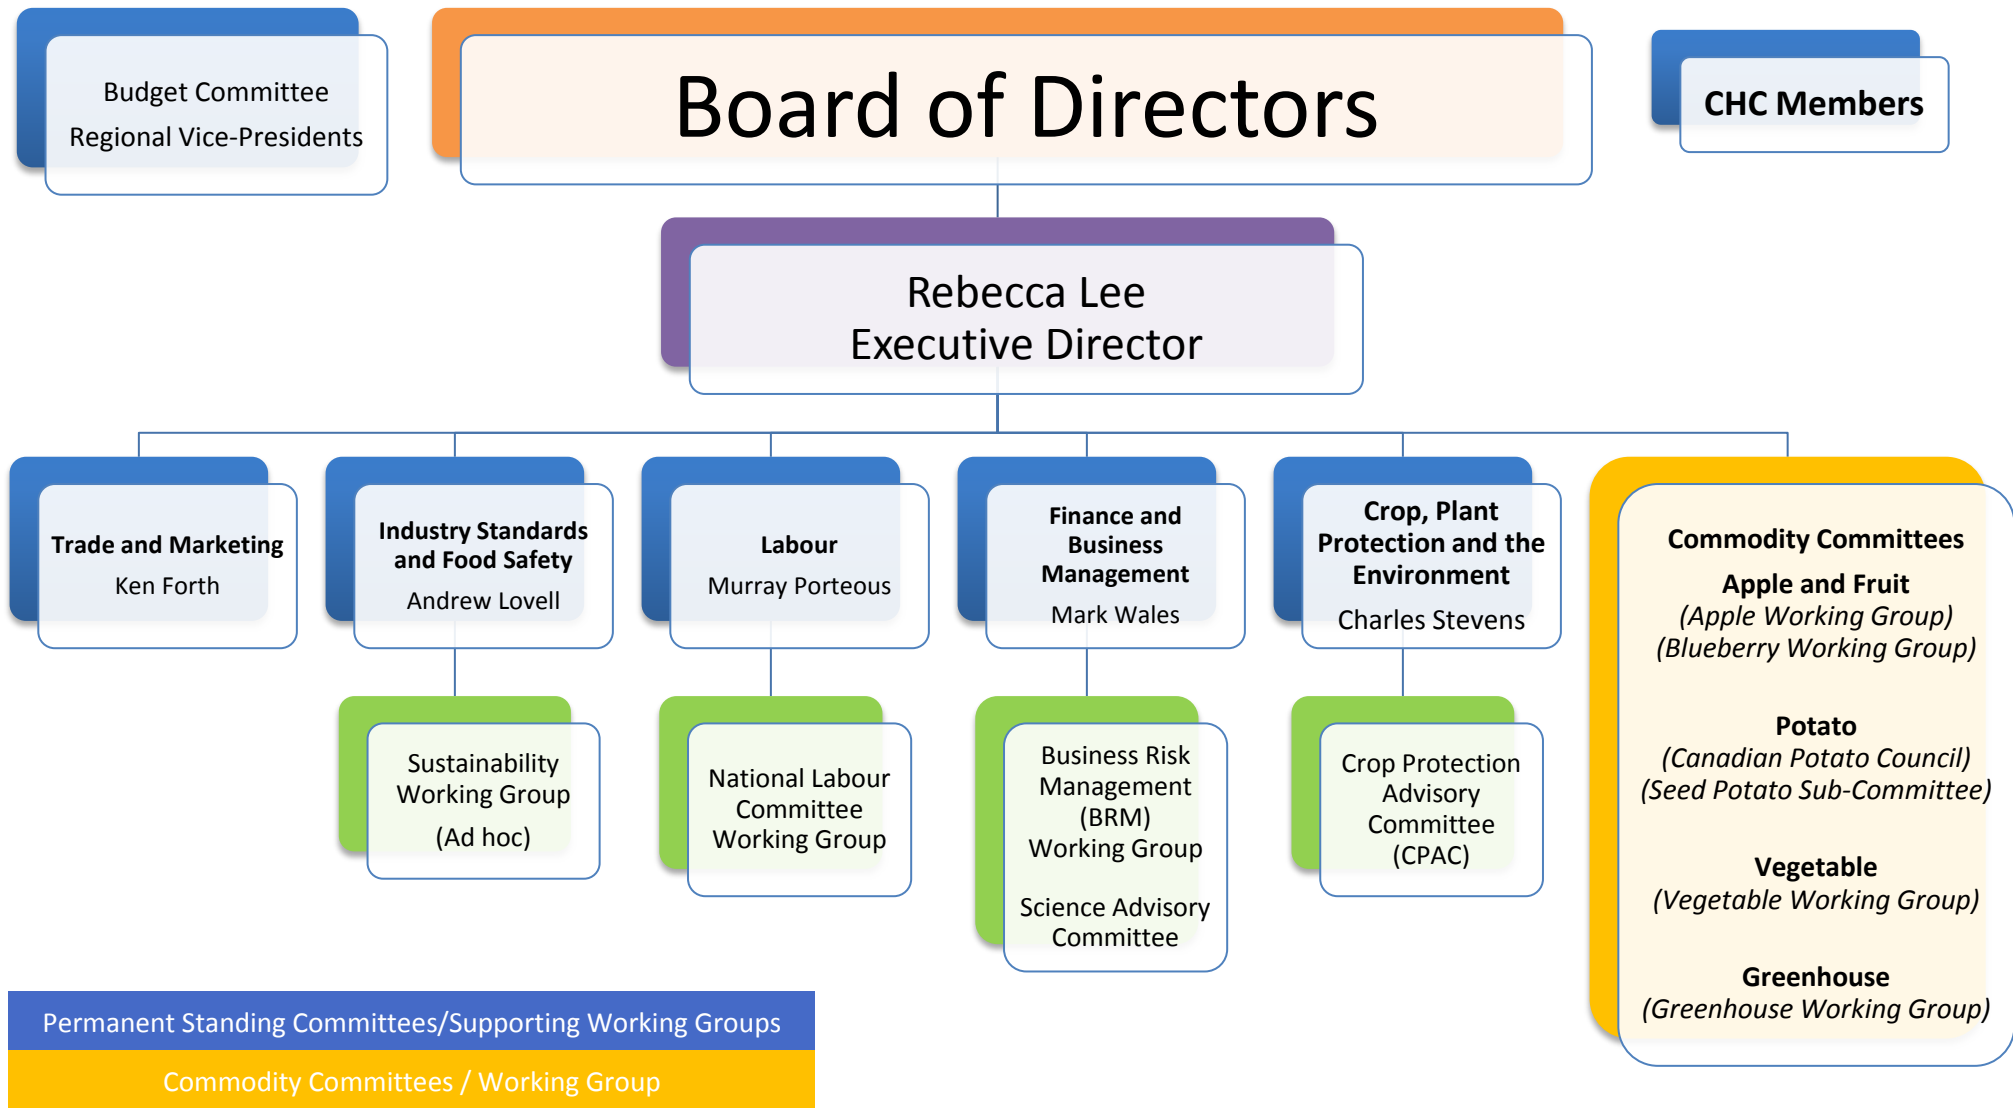 Budget Committee
Regional Vice-Presidents
Board of Directors
CHC Members
Rebecca Lee
Executive Director
Trade and Marketing
Ken Forth
Industry Standards
and Food Safety
Andrew Lovell
Labour
Murray Porteous
Finance and
Business
Management
Mark Wales
Crop, Plant
Protection and the
Environment
Charles Stevens
Commodity Committees
Apple and Fruit
(Apple Working Group)
(Blueberry Working Group)
Potato
(Canadian Potato Council)
(Seed Potato Sub-Committee)
Vegetable
(Vegetable Working Group)
Greenhouse
(Greenhouse Working Group)
Sustainability
Working Group
(Ad hoc)
National Labour
Committee
Working Group
Business Risk
Management
(BRM)
Working Group
Science Advisory
Committee
Crop Protection
Advisory
Committee
(CPAC)
Permanent Standing Committees/Supporting Working Groups
Commodity Committees / Working Group